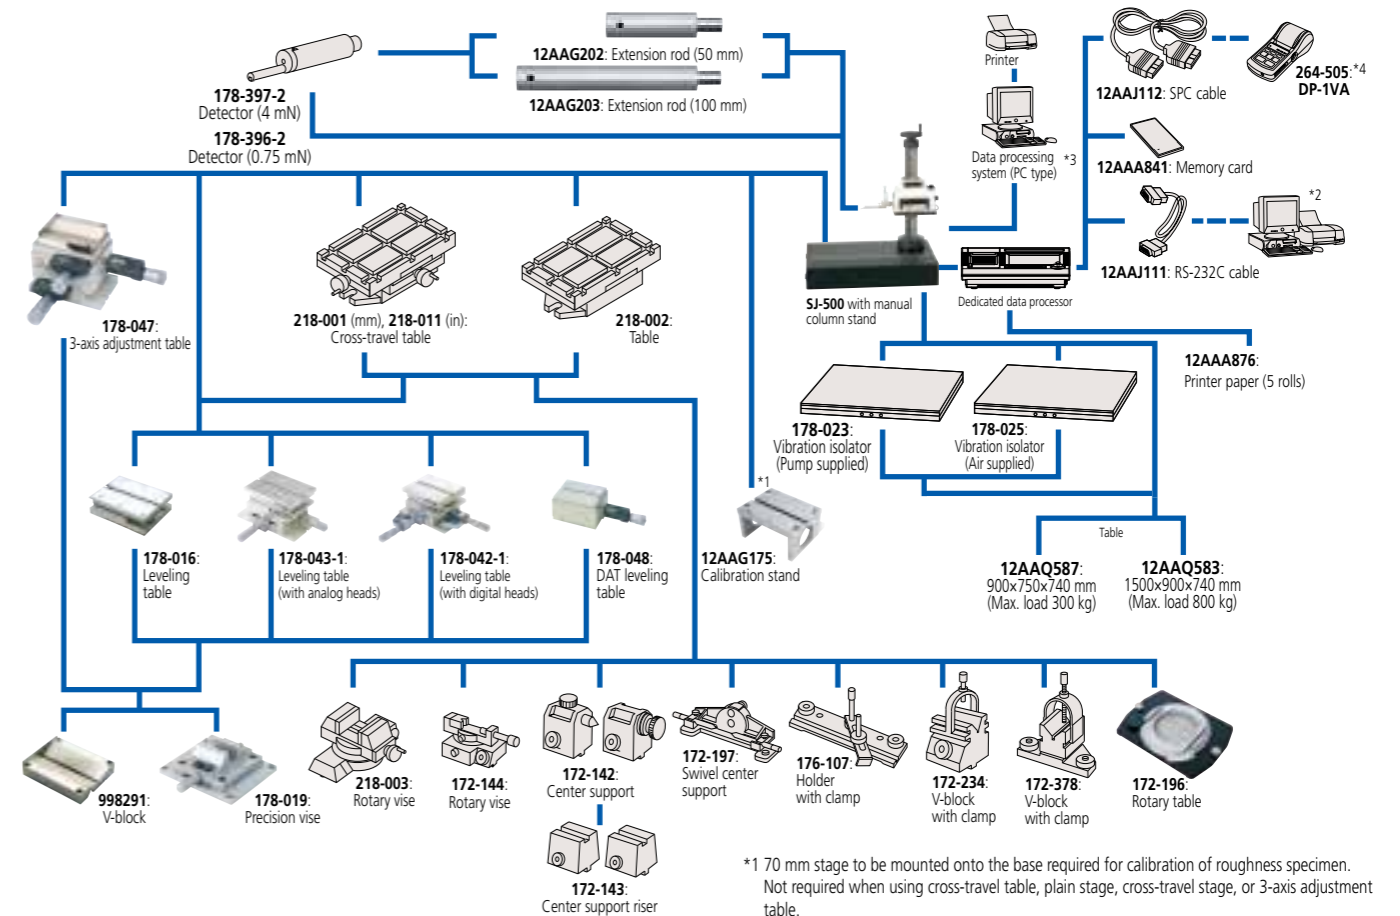 178-397-2
Detector (4 mN)
178-396-2
Detector (0.75 mN)
12AAG202: Extension rod (50 mm)
12AAG203: Extension rod (100 mm)
Printer
Data processing *3
system (PC type)
12AAJ112: SPC cable
264-505:*4
DP-1VA
12AAA841: Memory card
*2
12AAJ111: RS-232C cable
SJ-500 with manual
column stand
Dedicated data processor
178-047:
3-axis adjustment table
218-001 (mm), 218-011 (in):
Cross-travel table
218-002:
Table
12AAA876:
Printer paper (5 rolls)
178-023:
Vibration isolator
(Pump supplied)
178-025:
Vibration isolator
(Air supplied)
*1
178-016:
Leveling
table
178-043-1:
Leveling table
(with analog heads)
178-042-1:
Leveling table
(with digital heads)
178-048:
DAT leveling
table
12AAG175:
Calibration stand
Table
12AAQ587:
900×750×740 mm
(Max. load 300 kg)
12AAQ583:
1500×900×740 mm
(Max. load 800 kg)
998291:
V-block
178-019:
Precision vise
218-003:
Rotary vise
172-144:
Rotary vise
172-142:
Center support
172-197:
Swivel center
support
176-107:
Holder
with clamp
172-234:
V-block
with clamp
172-378:
V-block
with clamp
172-196:
Rotary table
172-143:
Center support riser
*1 70 mm stage to be mounted onto the base required for calibration of roughness specimen.
Not required when using cross-travel table, plain stage, cross-travel stage, or 3-axis adjustment
table.